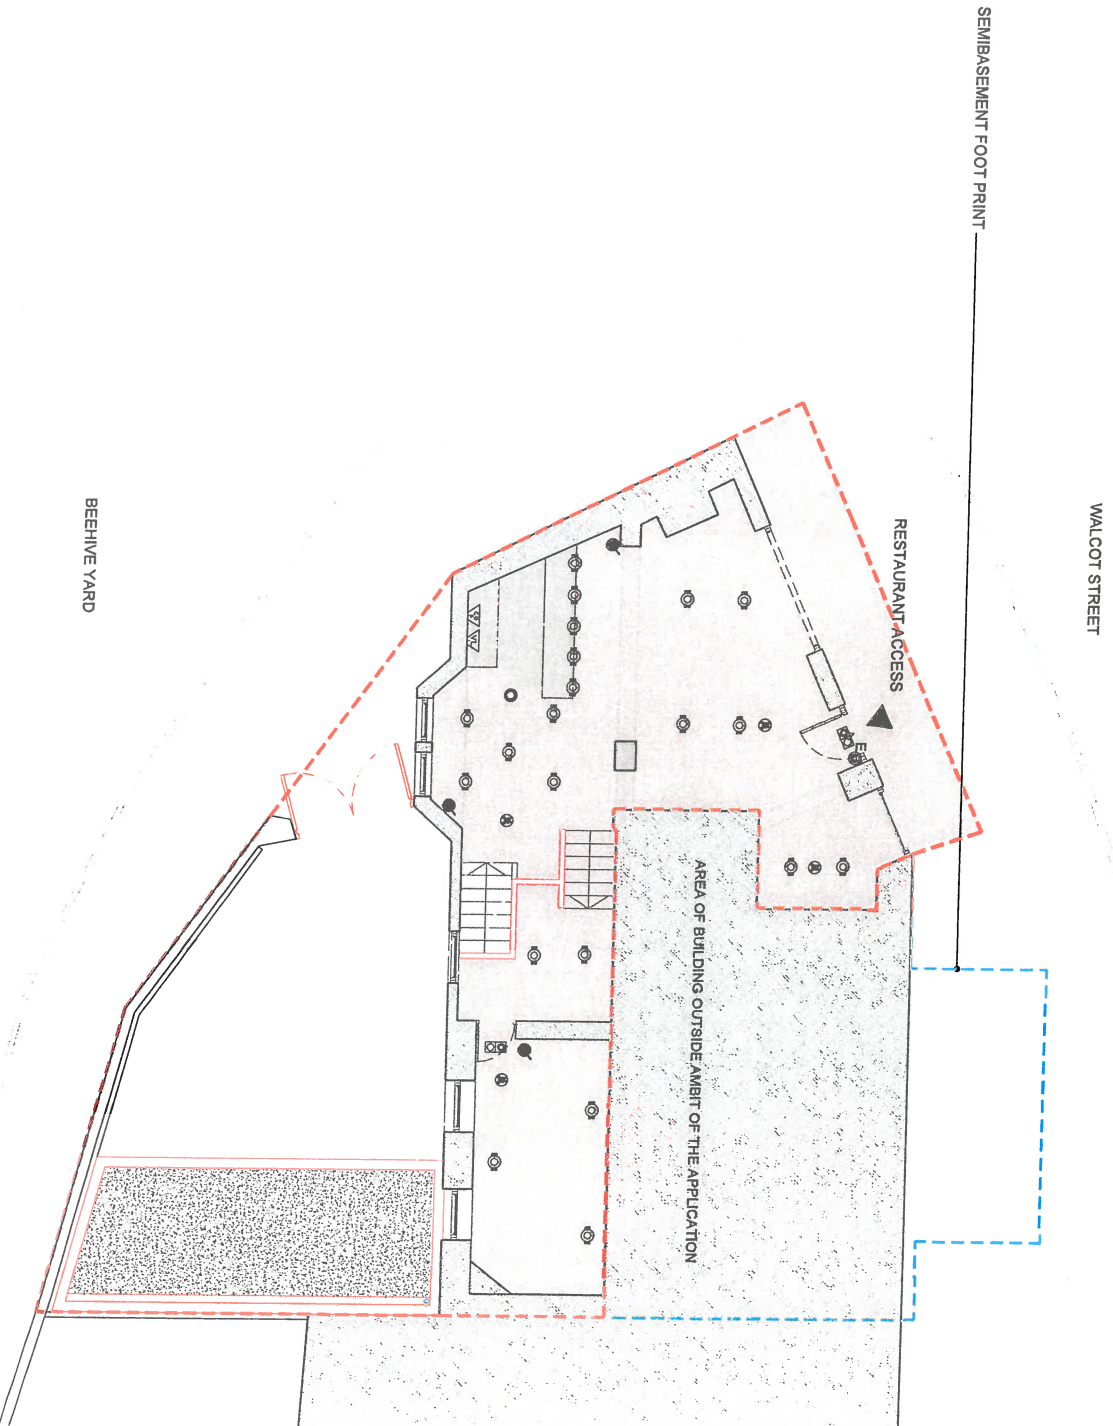 SEMIBASEMENT FOOT PRINT
WALCOT STREET
RESTAURANT ACCESS
E
AREA OF BUILDING OUTSIDE AMBIT OF THE APPLICATION
BEEHIVE YARD